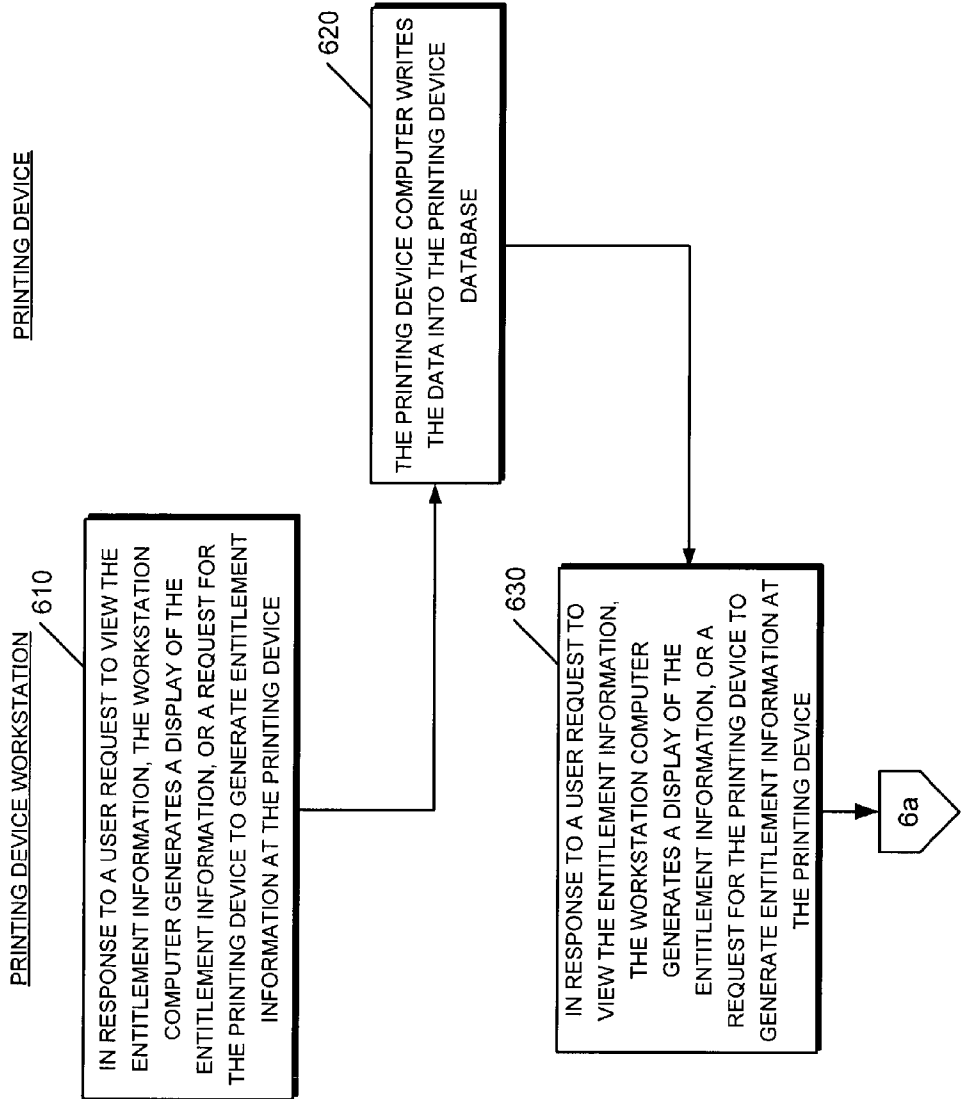 PRINTING DEVICE WORKSTATION
PRINTING DEVICE
610
IN RESPONSE TO A USER REQUEST TO VIEW THE
ENTITLEMENT INFORMATION, THE WORKSTATION
COMPUTER GENERATES A DISPLAY OF THE
ENTITLEMENT INFORMATION, OR A REQUEST FOR
THE PRINTING DEVICE TO GENERATE ENTITLEMENT
INFORMATION AT THE PRINTING DEVICE
620
THE PRINTING DEVICE COMPUTER WRITES
THE DATA INTO THE PRINTING DEVICE
DATABASE
630
IN RESPONSE TO A USER REQUEST TO
VIEW THE ENTITLEMENT INFORMATION,
THE WORKSTATION COMPUTER
GENERATES A DISPLAY OF THE
ENTITLEMENT INFORMATION, OR A
REQUEST FOR THE PRINTING DEVICE TO
GENERATE ENTITLEMENT INFORMATION AT
THE PRINTING DEVICE
6a